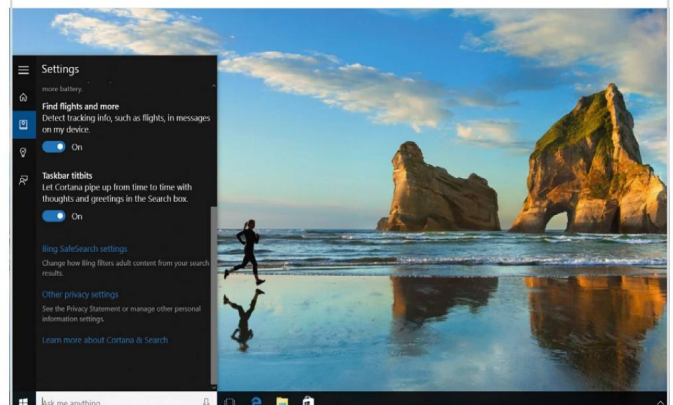 Settings
more battery.
Find flights and more
Detect tracking info, such as flights, in messages
on my device.
On
Taskbar titbits
Let Cortana pipe up from time to time with
thoughts and greetings in the Search box.
On
Bing SafeSearch settings
Change how Bing filters adult content from your search
results.
Other privacy settings
See the Privacy Statement or manage other personal
information settings.
Learn more about Cortana & Search
Ask me anything